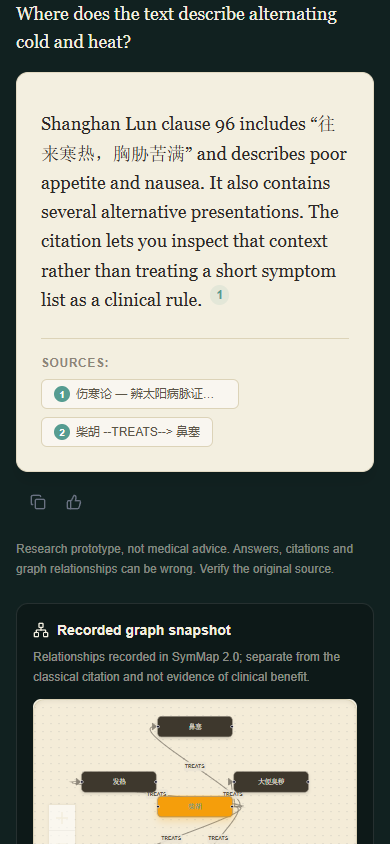 Where does the text describe alternating
cold and heat?
Shanghan Lun clause 96 includes “往
来寒热，胸胁苦满” and describes poor
appetite and nausea. It also contains
several alternative presentations. The
citation lets you inspect that context
rather than treating a short symptom
list as a clinical rule. 1
SOURCES:
1 伤寒论 — 辨太阳病脉证…
2 柴胡 --TREATS--> 鼻塞
Research prototype, not medical advice. Answers, citations and
graph relationships can be wrong. Verify the original source.
Recorded graph snapshot
Relationships recorded in SymMap 2.0; separate from the
classical citation and not evidence of clinical benefit.
鼻塞
TREATS
发热
TREATS
TREATS
柴胡
TREATS
TREATS